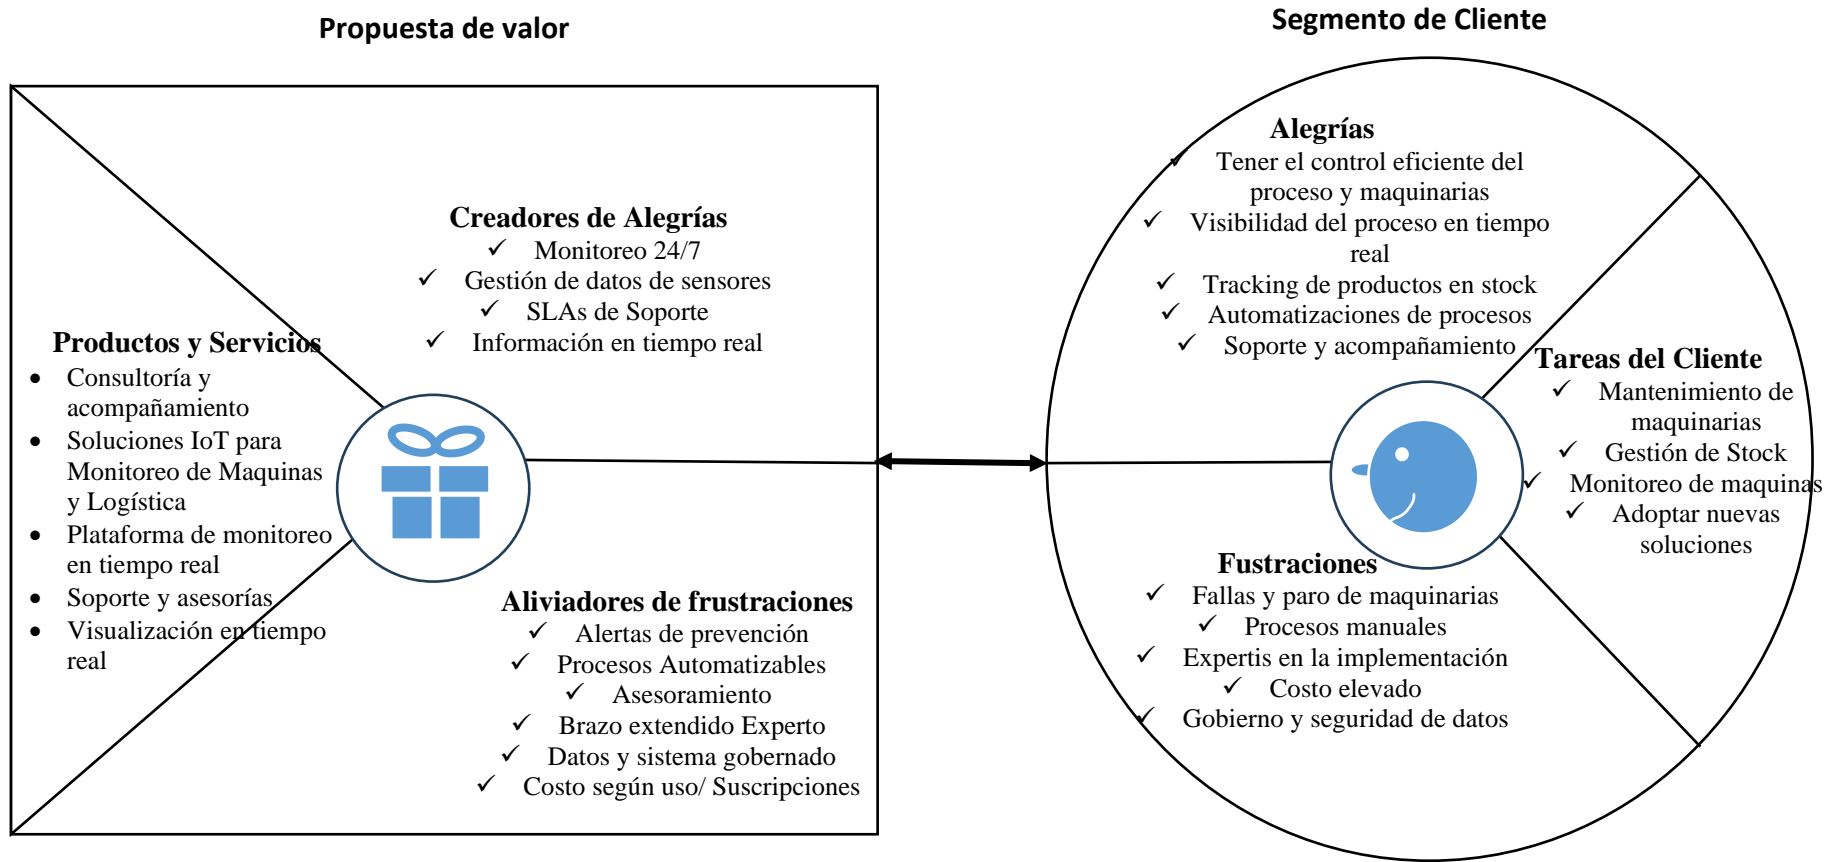 Propuesta de valor
Productos y Servicios
• Consultoría y
acompañamiento
• Soluciones IoT para
Monitoreo de Maquinas
y Logística
• Plataforma de monitoreo
en tiempo real
• Soporte y asesorías
• Visualización en tiempo
real
Creadores de Alegrías
✓ Monitoreo 24/7
✓ Gestión de datos de sensores
✓ SLAs de Soporte
✓ Información en tiempo real
Aliviadores de frustraciones
✓ Alertas de prevención
✓ Procesos Automatizables
✓ Asesoramiento
✓ Brazo extendido Experto
✓ Datos y sistema gobernado
✓ Costo según uso/ Suscripciones
Segmento de Cliente
Alegrías
✓ Tener el control eficiente del
proceso y maquinarias
✓ Visibilidad del proceso en tiempo
real
✓ Tracking de productos en stock
✓ Automatizaciones de procesos
✓ Soporte y acompañamiento
Tareas del Cliente
✓ Mantenimiento de
maquinarias
✓ Gestión de Stock
✓ Monitoreo de maquinas
✓ Adoptar nuevas
soluciones
Fustraciones
✓ Fallas y paro de maquinarias
✓ Procesos manuales
✓ Expertis en la implementación
✓ Costo elevado
✓ Gobierno y seguridad de datos